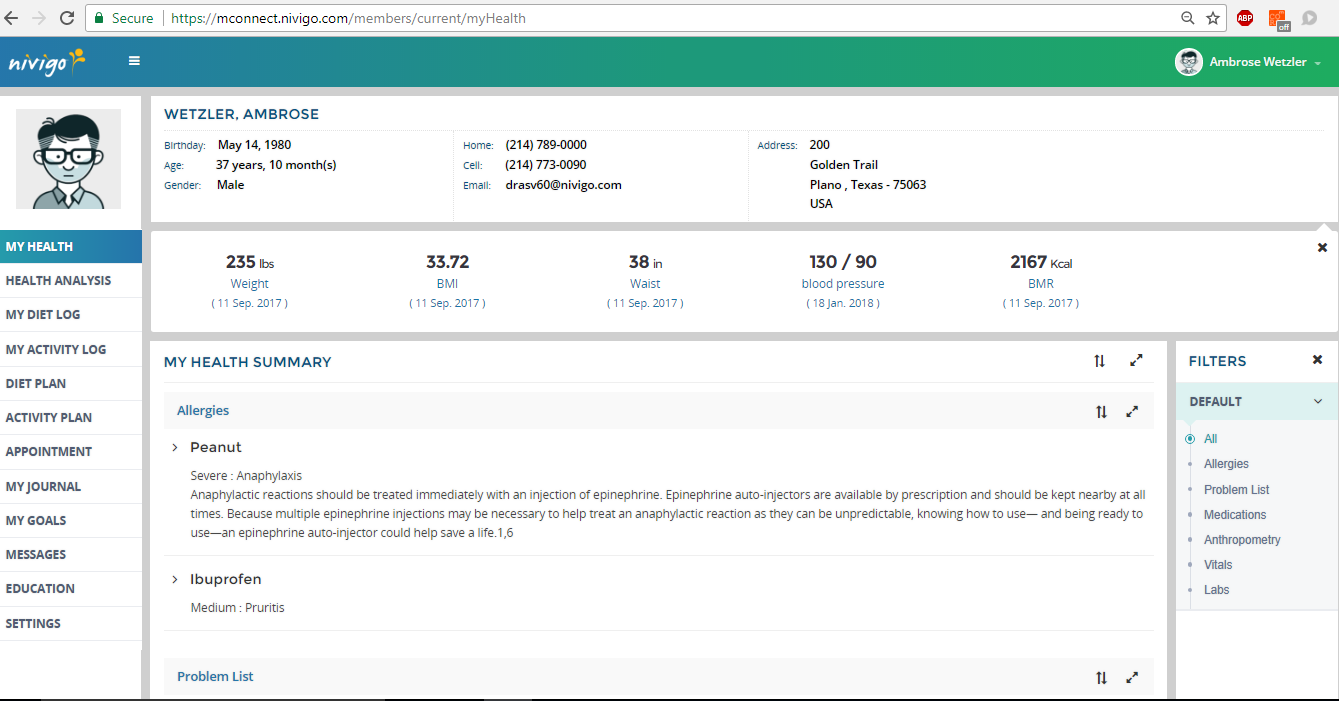 Secure https://mconnect.nivigo.com/members/current/myHealth ABP off
nivigo Ambrose Wetzler
WETZLER, AMBROSE
Birthday: May 14, 1980
Age: 37 years, 10 month(s)
Gender: Male
Home: (214) 789-0000
Cell: (214) 773-0090
Email: drasv60@nivigo.com
Address: 200
Golden Trail
Plano , Texas - 75063
USA
MY HEALTH
HEALTH ANALYSIS
MY DIET LOG
MY ACTIVITY LOG
DIET PLAN
ACTIVITY PLAN
APPOINTMENT
MY JOURNAL
MY GOALS
MESSAGES
EDUCATION
SETTINGS
235 lbs
Weight
( 11 Sep. 2017 )
33.72
BMI
( 11 Sep. 2017 )
38 in
Waist
( 11 Sep. 2017 )
130 / 90
blood pressure
( 18 Jan. 2018 )
2167 Kcal
BMR
( 11 Sep. 2017 )
MY HEALTH SUMMARY
Allergies
Peanut
Severe : Anaphylaxis
Anaphylactic reactions should be treated immediately with an injection of epinephrine. Epinephrine auto-injectors are available by prescription and should be kept nearby at all
times. Because multiple epinephrine injections may be necessary to help treat an anaphylactic reaction as they can be unpredictable, knowing how to use— and being ready to
use—an epinephrine auto-injector could help save a life.1,6
Ibuprofen
Medium : Pruritis
Problem List
FILTERS
DEFAULT
All
Allergies
Problem List
Medications
Anthropometry
Vitals
Labs